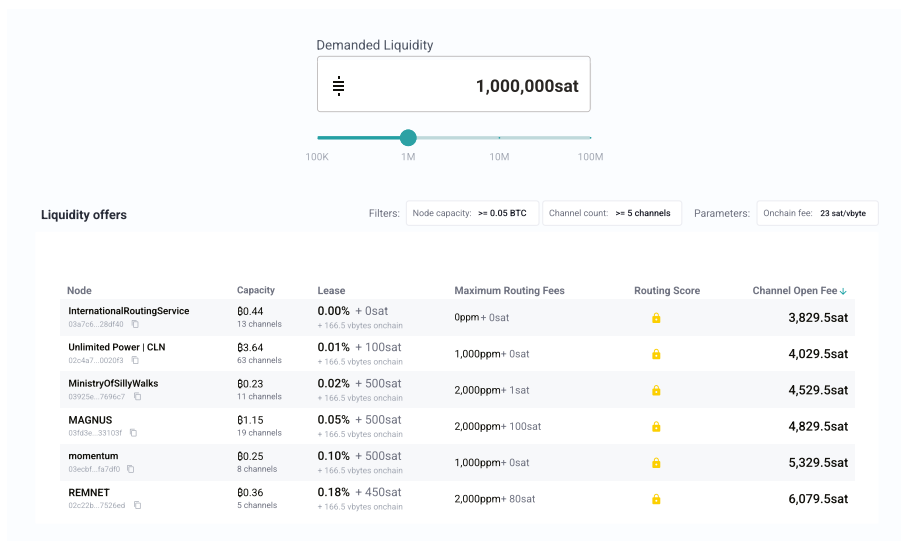 Demanded Liquidity
1,000,000sat
100K 1M 10M 100M
Liquidity offers Filters: Node capacity: >= 0.05 BTC Channel count: >= 5 channels Parameters: Onchain fee: 23 sat/vbyte
Node Capacity Lease Maximum Routing Fees Routing Score Channel Open Fee
InternationalRoutingService ₿0.44 0.00% + 0sat 0ppm + 0sat 3,829.5sat
03a7c6...28df40 13 channels + 166.5 vbytes onchain
Unlimited Power | CLN ₿3.64 0.01% + 100sat 1,000ppm + 0sat 4,029.5sat
02c4a7...0020f3 63 channels + 166.5 vbytes onchain
MinistryOfSillyWalks ₿0.23 0.02% + 500sat 2,000ppm + 1sat 4,529.5sat
03925e...7696c7 11 channels + 166.5 vbytes onchain
MAGNUS ₿1.15 0.05% + 500sat 2,000ppm + 100sat 4,829.5sat
03fd3e...33103f 19 channels + 166.5 vbytes onchain
momentum ₿0.25 0.10% + 500sat 1,000ppm + 0sat 5,329.5sat
03ecbf...fa7df0 8 channels + 166.5 vbytes onchain
REMNET ₿0.36 0.18% + 450sat 2,000ppm + 80sat 6,079.5sat
02c22b...7526ed 5 channels + 166.5 vbytes onchain